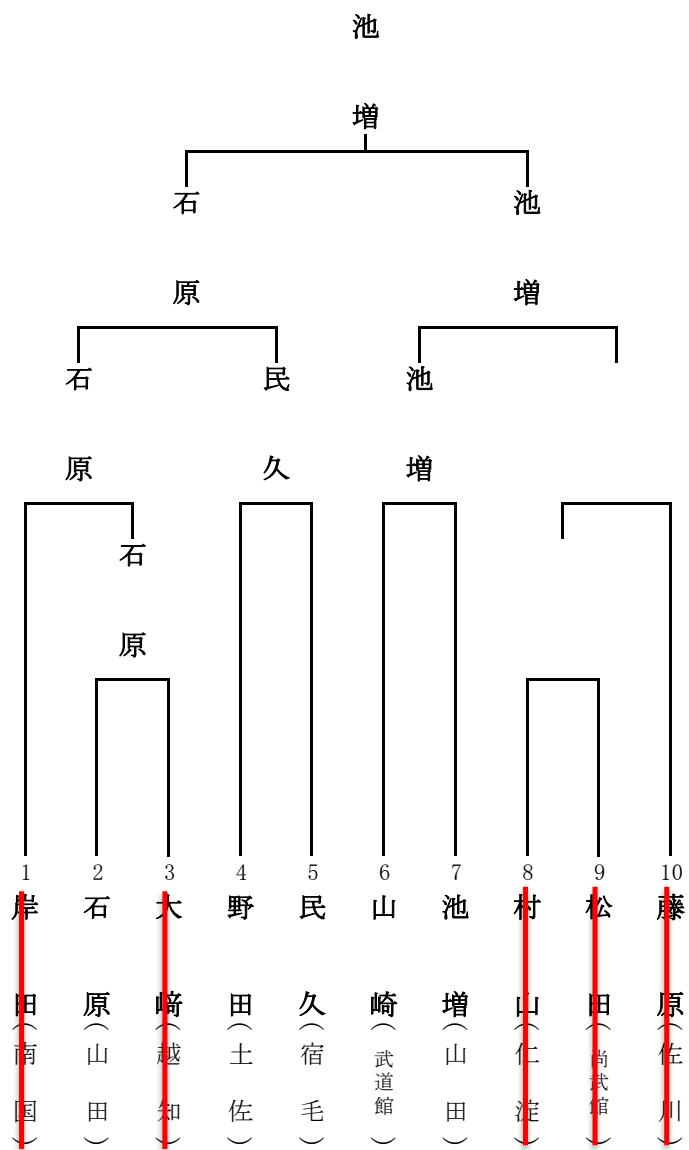 池増
石原
池増
石原
民久
池増
石原
1 岸田（南国）
2 石原（山田）
3 大﨑（越知）
4 野田（土佐）
5 民久（宿毛）
6 山崎（武道館）
7 池増（山田）
8 村山（仁淀）
9 松田（尚武館）
10 藤原（佐川）